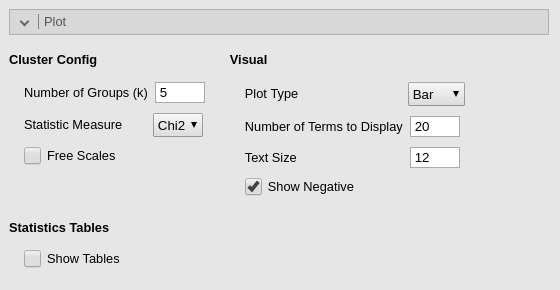 Plot
Cluster Config
Number of Groups (k) 5
Statistic Measure Chi2
Free Scales
Visual
Plot Type Bar
Number of Terms to Display 20
Text Size 12
Show Negative
Statistics Tables
Show Tables